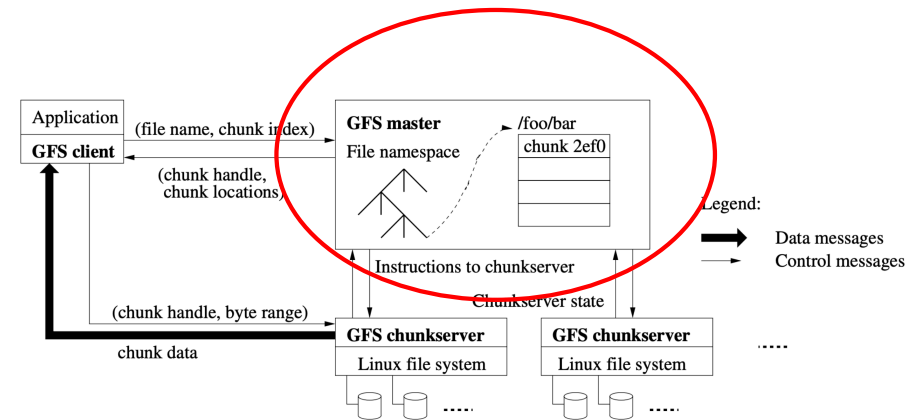 Application
GFS client
(file name, chunk index)
(chunk handle,
chunk locations)
GFS master
File namespace
/foo/bar
chunk 2ef0
Legend:
Data messages
Control messages
Instructions to chunkserver
Chunkserver state
(chunk handle, byte range)
chunk data
GFS chunkserver
Linux file system
GFS chunkserver
Linux file system